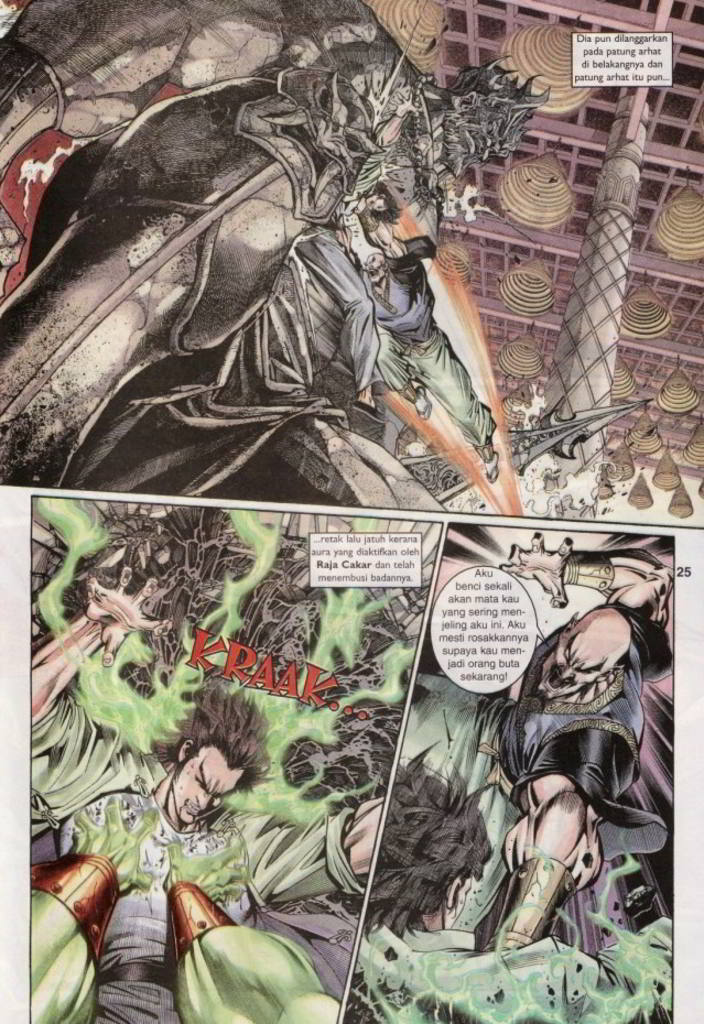 Dia pun dilanggarkan
pada patung arhat
di belakangnya dan
patung arhat itu pun...
...retak lalu jatuh kerana
aura yang diaktifkan oleh
Raja Cakar dan telah
menembusi badannya.
KRAAK...
Aku
benci sekali
akan mata kau
yang sering men-
jeling aku ini. Aku
mesti rosakkannya
supaya kau men-
jadi orang buta
sekarang!
25